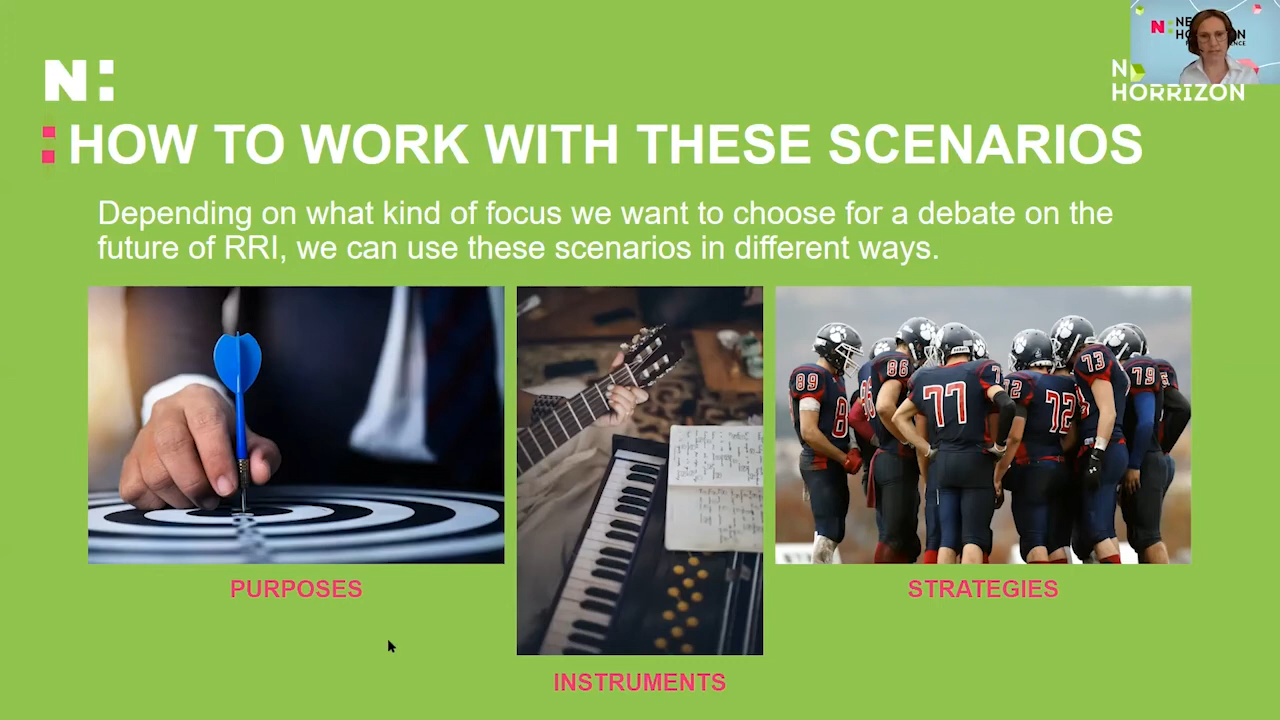 N:
N
HORRIZON
HOW TO WORK WITH THESE SCENARIOS
Depending on what kind of focus we want to choose for a debate on the
future of RRI, we can use these scenarios in different ways.
89
86
77
72
73
79
PURPOSES
STRATEGIES
INSTRUMENTS